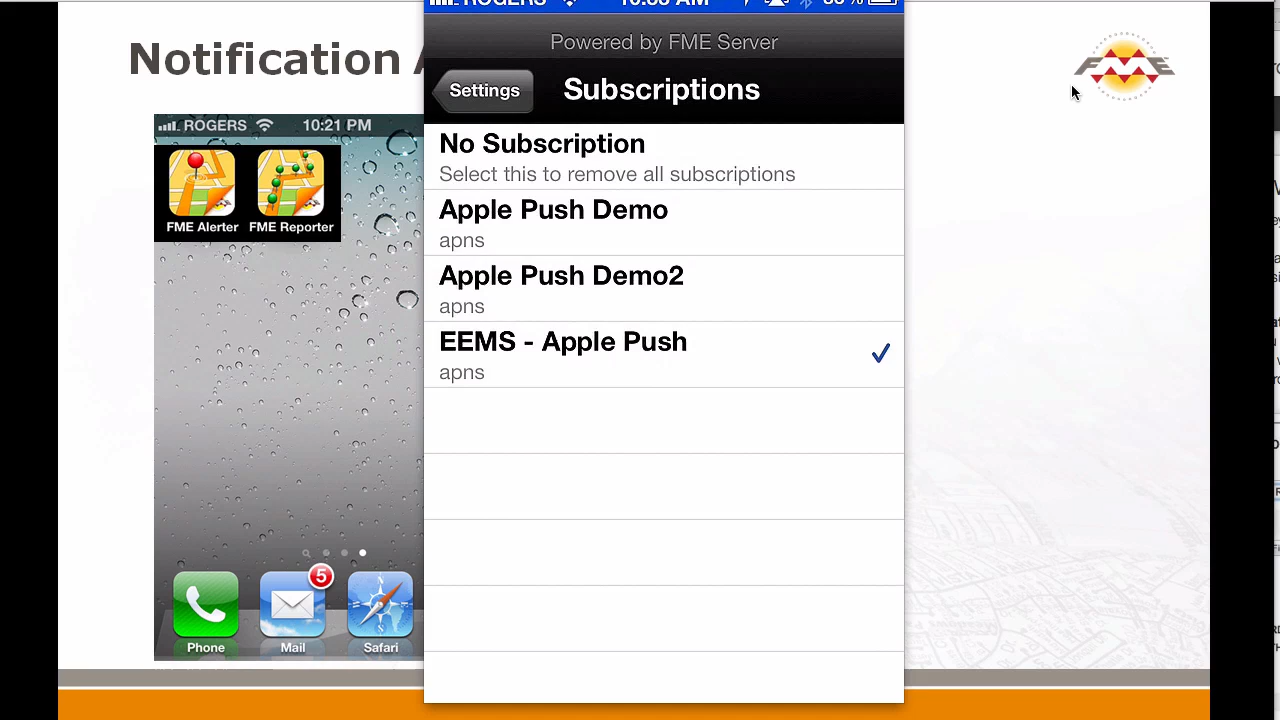 Notification
ROGERS 10:21 PM
FME Alerter FME Reporter
5
Phone Mail Safari
ROGERS
Powered by FME Server
Settings Subscriptions
No Subscription
Select this to remove all subscriptions
Apple Push Demo
apns
Apple Push Demo2
apns
EEMS - Apple Push
apns
FME